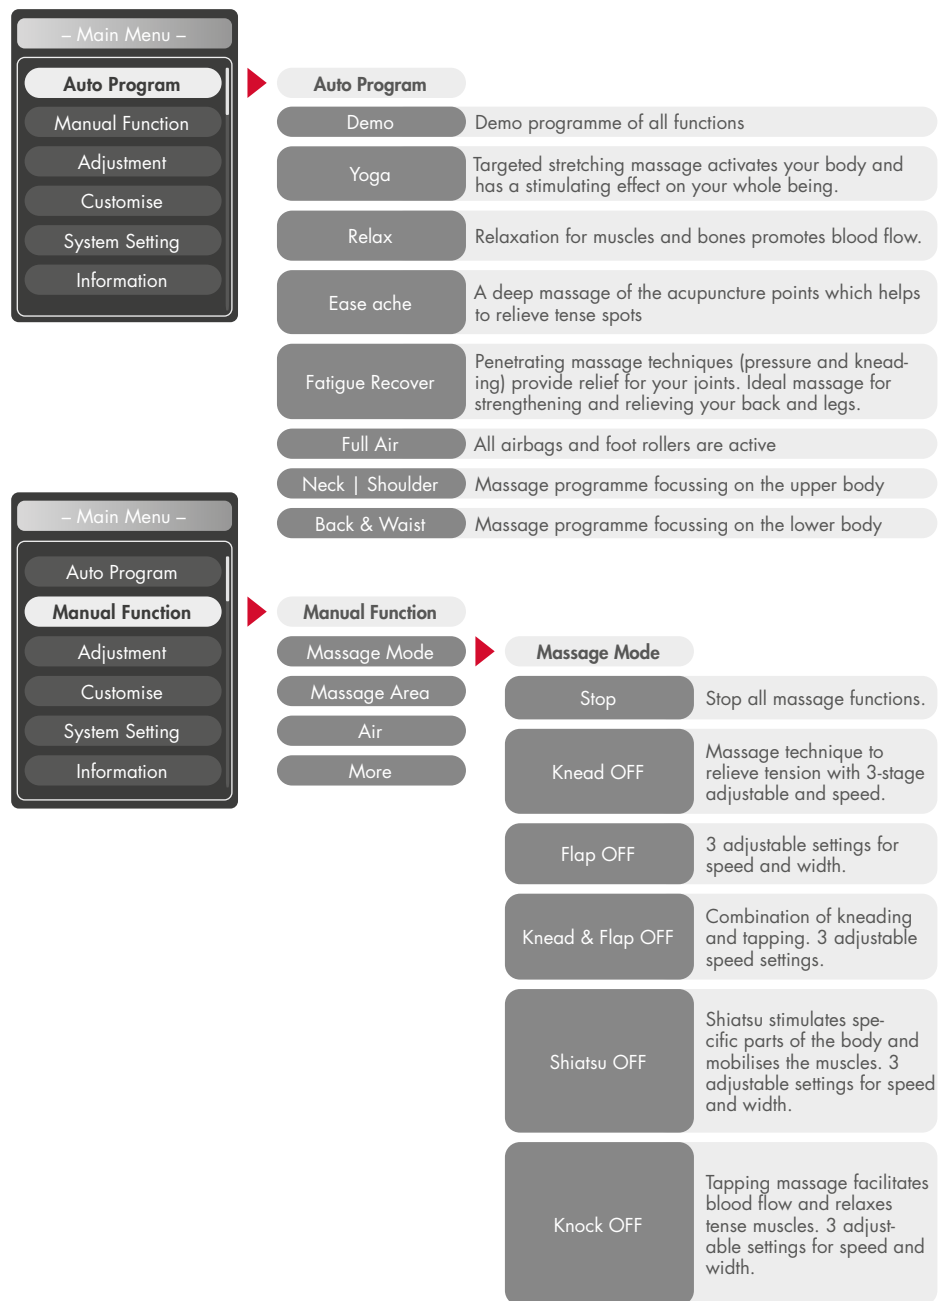 – Main Menu –
Auto Program
Manual Function
Adjustment
Customise
System Setting
Information
Auto Program
Demo
Demo programme of all functions
Yoga
Targeted stretching massage activates your body and
has a stimulating effect on your whole being.
Relax
Relaxation for muscles and bones promotes blood flow.
Ease ache
A deep massage of the acupuncture points which helps
to relieve tense spots
Fatigue Recover
Penetrating massage techniques (pressure and knead-
ing) provide relief for your joints. Ideal massage for
strengthening and relieving your back and legs.
Full Air
All airbags and foot rollers are active
Neck | Shoulder
Massage programme focussing on the upper body
Back & Waist
Massage programme focussing on the lower body
– Main Menu –
Auto Program
Manual Function
Adjustment
Customise
System Setting
Information
Manual Function
Massage Mode
Massage Area
Air
More
Massage Mode
Stop
Stop all massage functions.
Knead OFF
Massage technique to
relieve tension with 3-stage
adjustable and speed.
Flap OFF
3 adjustable settings for
speed and width.
Knead & Flap OFF
Combination of kneading
and tapping. 3 adjustable
speed settings.
Shiatsu OFF
Shiatsu stimulates spe-
cific parts of the body and
mobilises the muscles. 3
adjustable settings for speed
and width.
Knock OFF
Tapping massage facilitates
blood flow and relaxes
tense muscles. 3 adjust-
able settings for speed and
width.